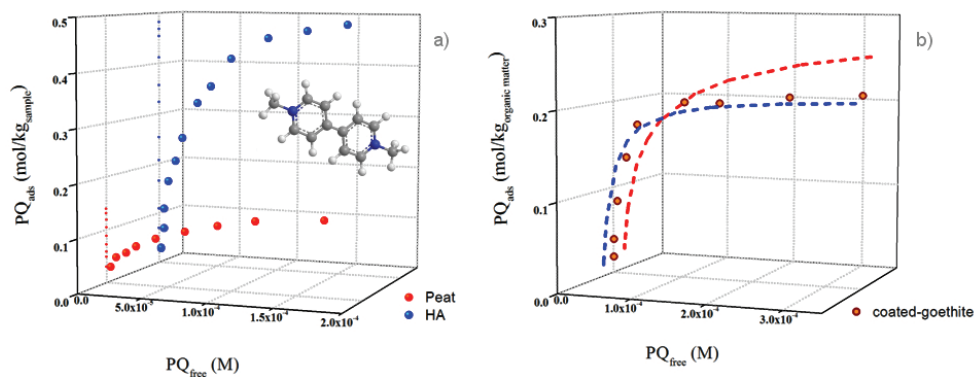 a)
0.5
0.4
0.3
0.2
0.1
0.0
PQads (mol/kgsample)
0.0
5.0x10-5
1.0x10-4
1.5x10-4
2.0x10-4
PQfree (M)
Peat
HA
b)
0.3
0.2
0.1
0.0
PQads (mol/kgorganic matter)
0.0
1.0x10-4
2.0x10-4
3.0x10-4
PQfree (M)
coated-goethite